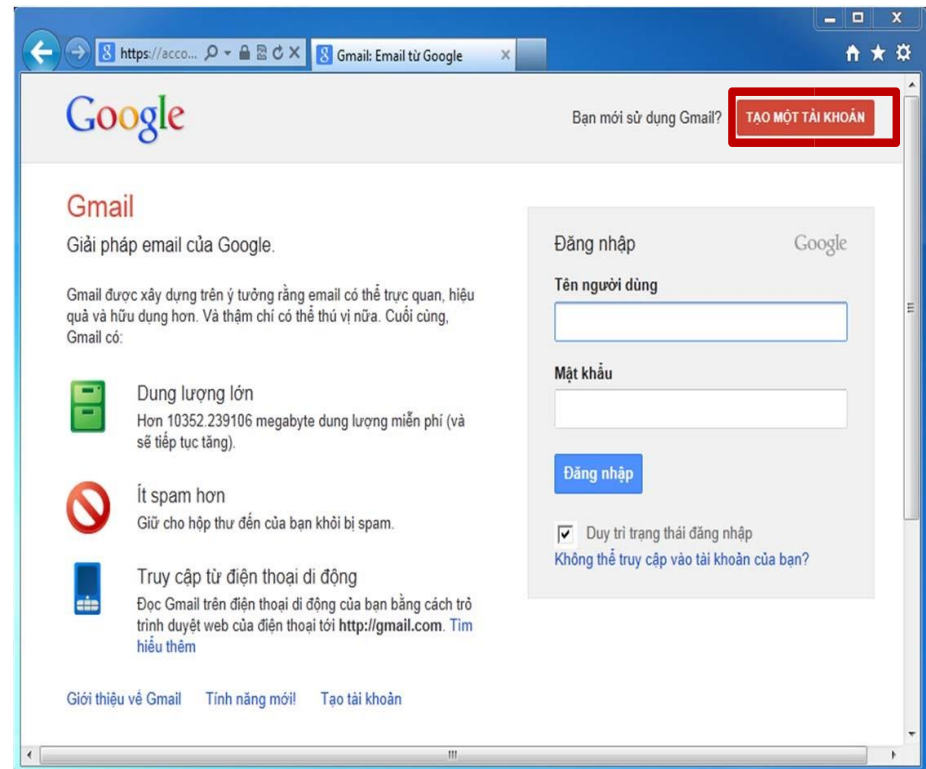 https://acco...
Gmail: Email từ Google
Google
Bạn mới sử dụng Gmail?
TẠO MỘT TÀI KHOẢN
Gmail
Giải pháp email của Google.
Gmail được xây dựng trên ý tưởng rằng email có thể trực quan, hiệu
quả và hữu dụng hơn. Và thậm chí có thể thú vị nữa. Cuối cùng,
Gmail có:
Dung lượng lớn
Hơn 10352.239106 megabyte dung lượng miễn phí (và
sẽ tiếp tục tăng).
Ít spam hơn
Giữ cho hộp thư đến của bạn khỏi bị spam.
Truy cập từ điện thoại di động
Đọc Gmail trên điện thoại di động của bạn bằng cách trỏ
trình duyệt web của điện thoại tới http://gmail.com. Tìm
hiểu thêm
Giới thiệu về Gmail Tính năng mới! Tạo tài khoản
Đăng nhập
Google
Tên người dùng
Mật khẩu
Đăng nhập
Duy trì trạng thái đăng nhập
Không thể truy cập vào tài khoản của bạn?